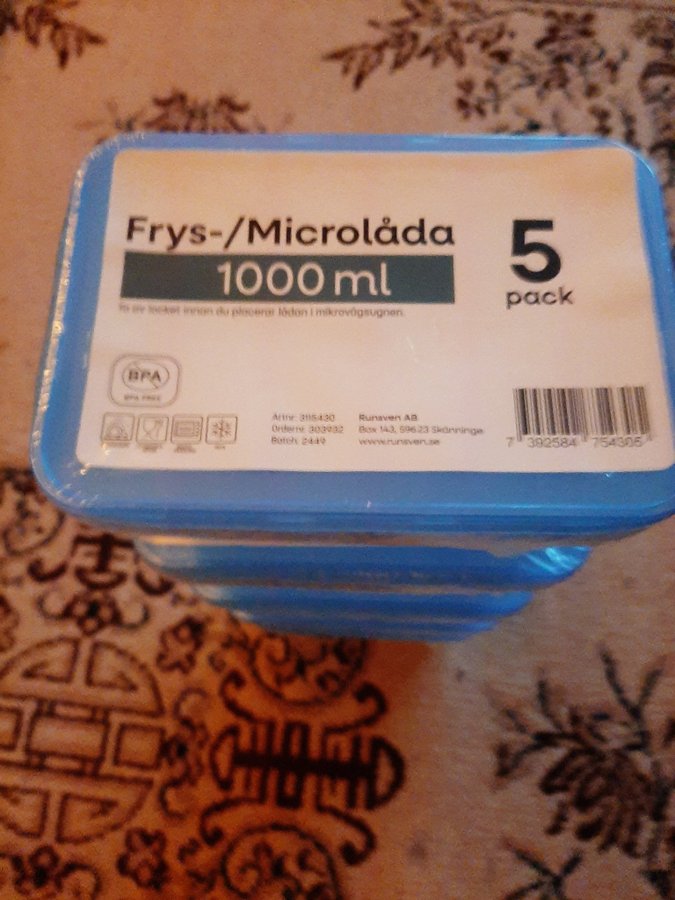 Frys-/Microlåda
1000 ml
Ta av locket innan du placerar lådan i mikrovågsugnen.
5
pack
BPA
BPA FREE
Artnr: 3115430
Ordernr: 303932
Batch: 2449
Runsven AB
Box 143, 596 23 Skänninge
www.runsven.se
7 392584 754305